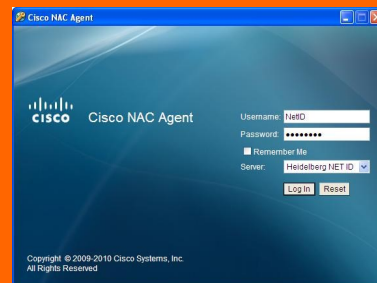 Cisco NAC Agent
CISCO Cisco NAC Agent
Username: NetID
Password: ••••••••
Remember Me
Server: Heidelberg NET ID
Log In Reset
Copyright © 2009-2010 Cisco Systems, Inc.
All Rights Reserved